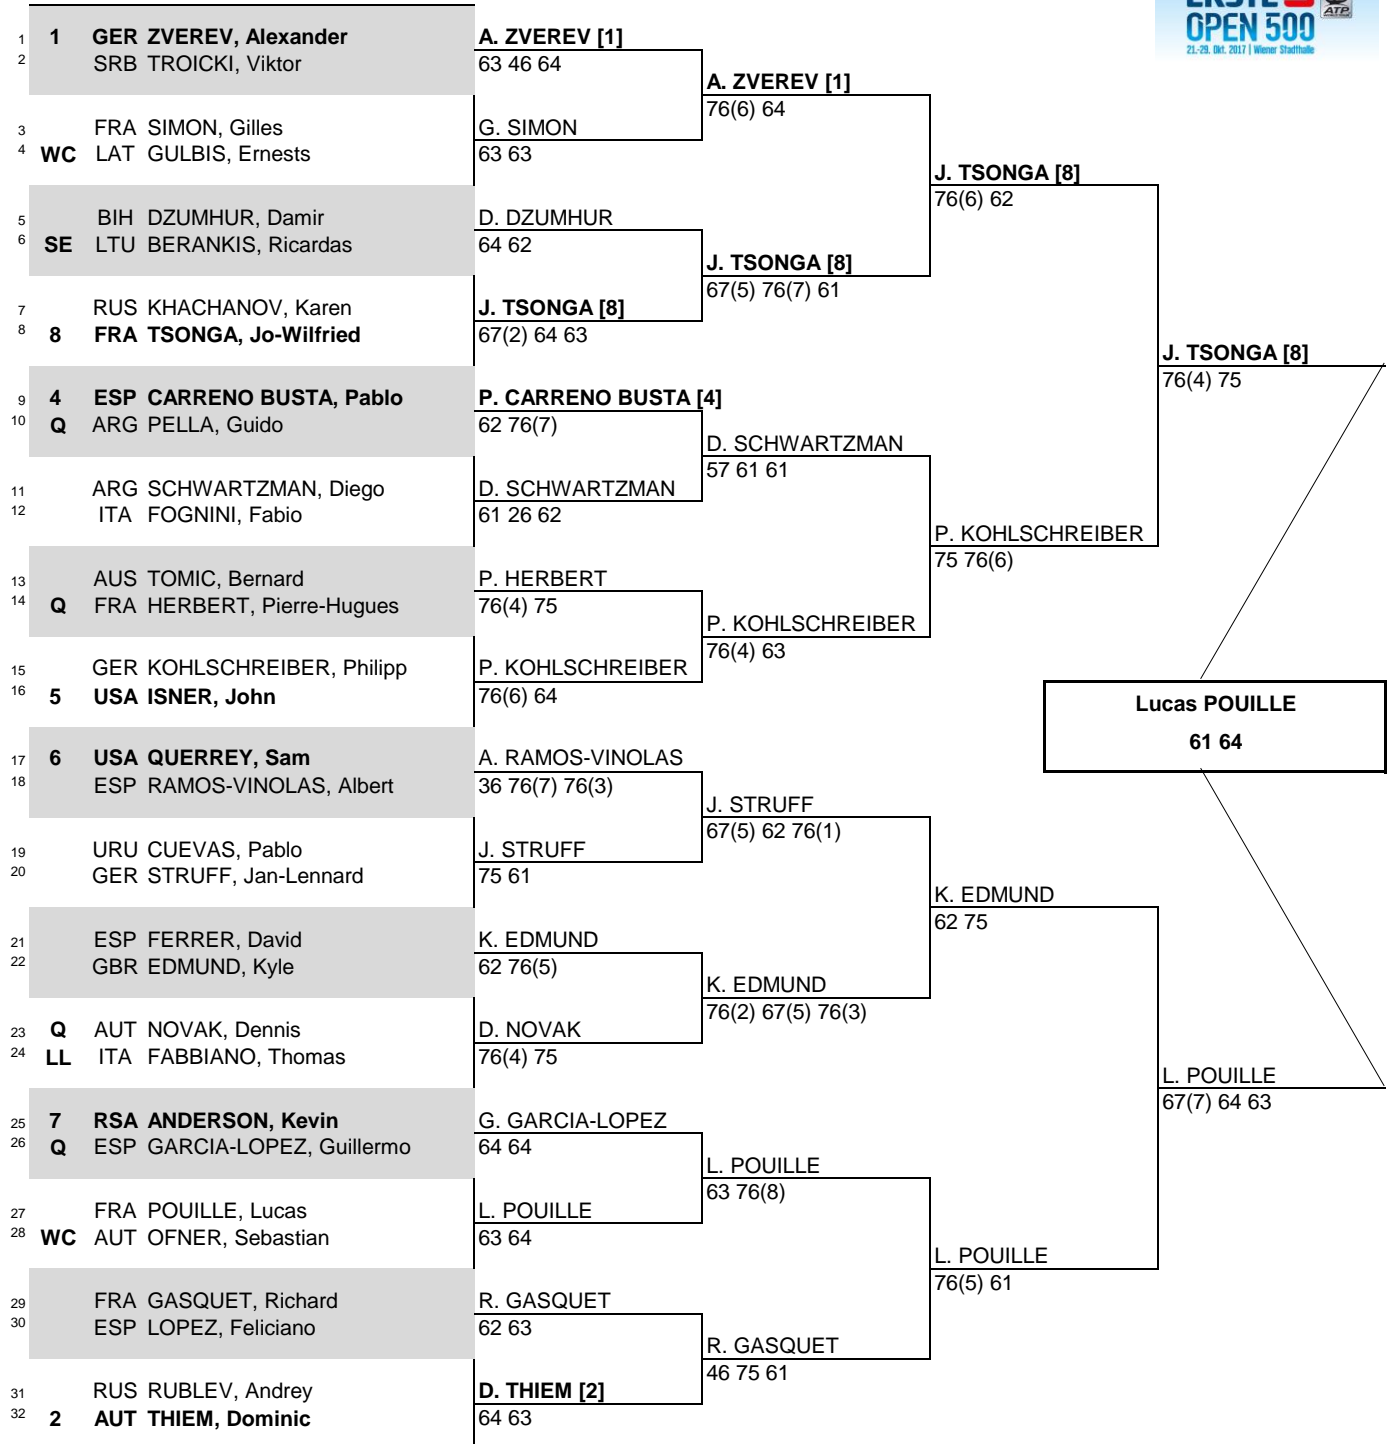 ERSTE
OPEN 500
ATP
21.-29. Okt. 2017 | Wiener Stadthalle
1 1 GER ZVEREV, Alexander
2 SRB TROICKI, Viktor
3 FRA SIMON, Gilles
4 WC LAT GULBIS, Ernests
5 BIH DZUMHUR, Damir
6 SE LTU BERANKIS, Ricardas
7 RUS KHACHANOV, Karen
8 8 FRA TSONGA, Jo-Wilfried
9 4 ESP CARRENO BUSTA, Pablo
10 Q ARG PELLA, Guido
11 ARG SCHWARTZMAN, Diego
12 ITA FOGNINI, Fabio
13 AUS TOMIC, Bernard
14 Q FRA HERBERT, Pierre-Hugues
15 GER KOHLSCHREIBER, Philipp
16 5 USA ISNER, John
17 6 USA QUERREY, Sam
18 ESP RAMOS-VINOLAS, Albert
19 URU CUEVAS, Pablo
20 GER STRUFF, Jan-Lennard
21 ESP FERRER, David
22 GBR EDMUND, Kyle
23 Q AUT NOVAK, Dennis
24 LL ITA FABBIANO, Thomas
25 7 RSA ANDERSON, Kevin
26 Q ESP GARCIA-LOPEZ, Guillermo
27 FRA POUILLE, Lucas
28 WC AUT OFNER, Sebastian
29 FRA GASQUET, Richard
30 ESP LOPEZ, Feliciano
31 RUS RUBLEV, Andrey
32 2 AUT THIEM, Dominic
A. ZVEREV [1]
63 46 64
G. SIMON
63 63
D. DZUMHUR
64 62
J. TSONGA [8]
67(2) 64 63
P. CARRENO BUSTA [4]
62 76(7)
D. SCHWARTZMAN
61 26 62
P. HERBERT
76(4) 75
P. KOHLSCHREIBER
76(6) 64
A. RAMOS-VINOLAS
36 76(7) 76(3)
J. STRUFF
75 61
K. EDMUND
62 76(5)
D. NOVAK
76(4) 75
G. GARCIA-LOPEZ
64 64
L. POUILLE
63 64
R. GASQUET
62 63
D. THIEM [2]
64 63
A. ZVEREV [1]
76(6) 64
J. TSONGA [8]
67(5) 76(7) 61
D. SCHWARTZMAN
57 61 61
P. KOHLSCHREIBER
76(4) 63
J. STRUFF
67(5) 62 76(1)
K. EDMUND
76(2) 67(5) 76(3)
L. POUILLE
63 76(8)
R. GASQUET
46 75 61
J. TSONGA [8]
76(6) 62
P. KOHLSCHREIBER
75 76(6)
K. EDMUND
62 75
L. POUILLE
76(5) 61
J. TSONGA [8]
76(4) 75
L. POUILLE
67(7) 64 63
Lucas POUILLE
61 64